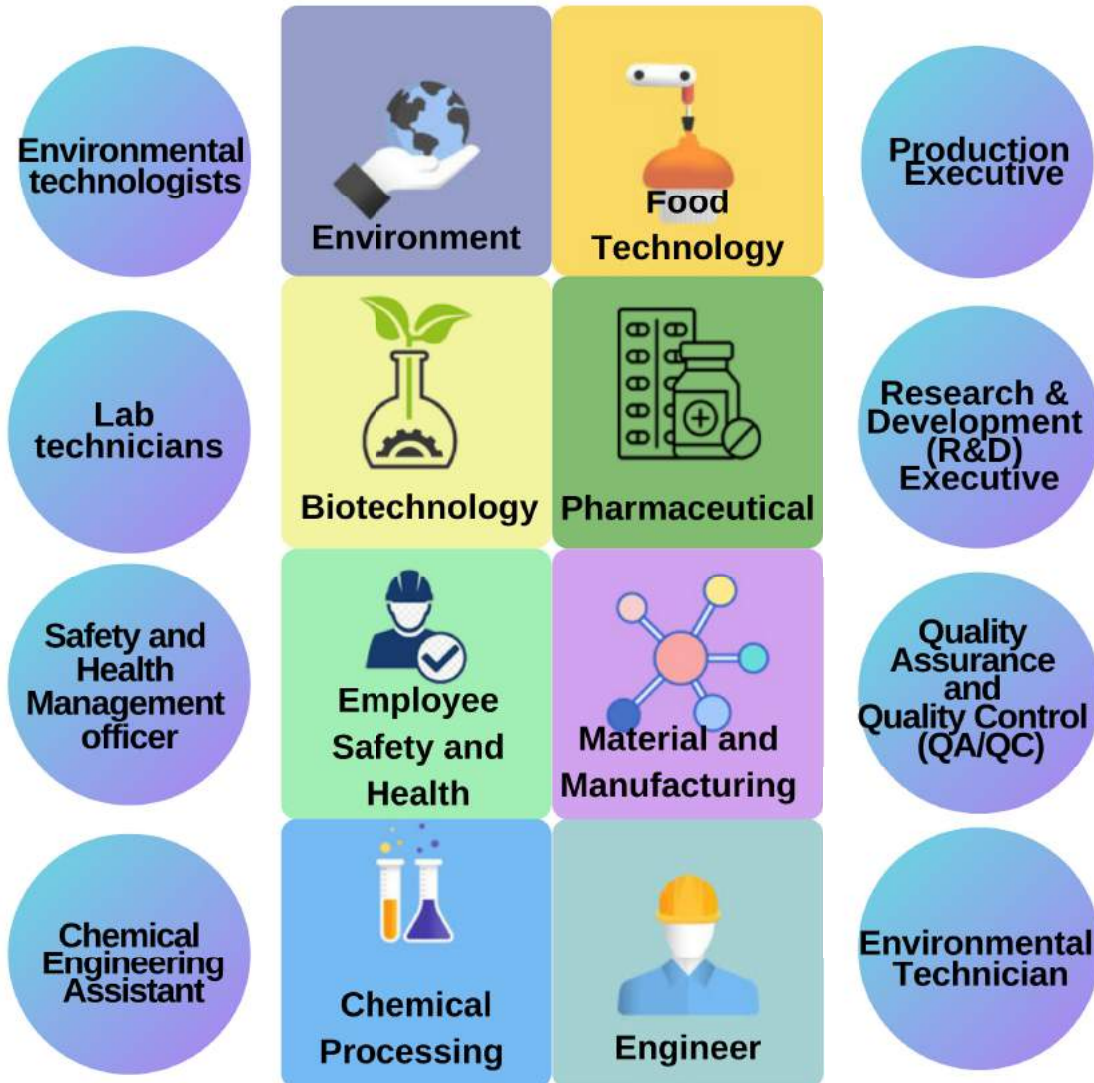 Environmental
technologists
Environment
Food
Technology
Production
Executive
Lab
technicians
Biotechnology
Pharmaceutical
Research &
Development
(R&D)
Executive
Safety and
Health
Management
officer
Employee
Safety and
Health
Material and
Manufacturing
Quality
Assurance
and
Quality Control
(QA/QC)
Chemical
Engineering
Assistant
Chemical
Processing
Engineer
Environmental
Technician